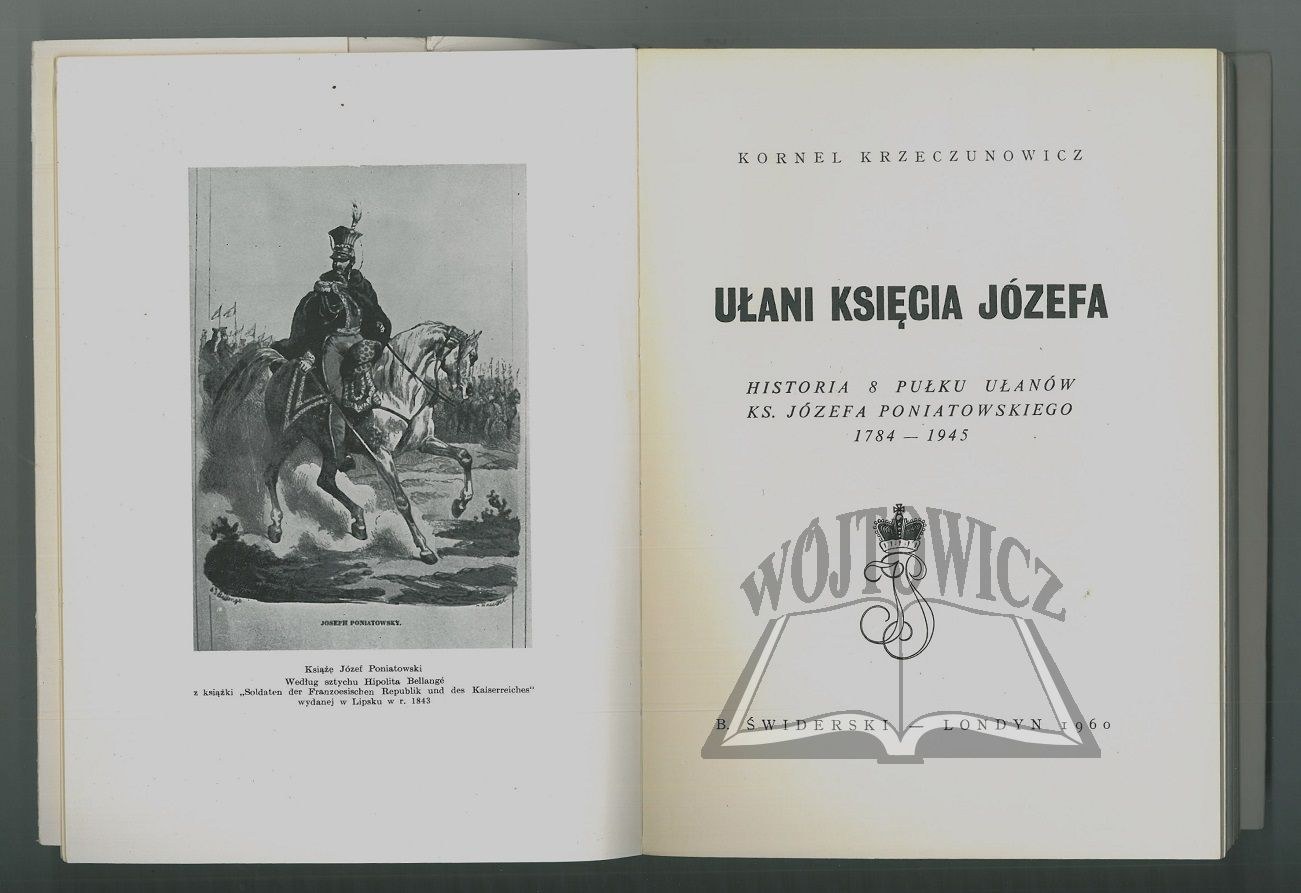 JOSEPH PONIATOWSKY.
Książę Józef Poniatowski
Według sztychu Hipolita Bellangé
z książki „Soldaten der Franzoesischen Republik und des Kaiserreiches"
wydanej w Lipsku w r. 1843
KORNEL KRZECZUNOWICZ
UŁANI KSIĘCIA JÓZEFA
HISTORIA 8 PUŁKU UŁANÓW
KS. JÓZEFA PONIATOWSKIEGO
1784 — 1945
WÓJTOWICZ
B. ŚWIDERSKI — LONDYN 1960